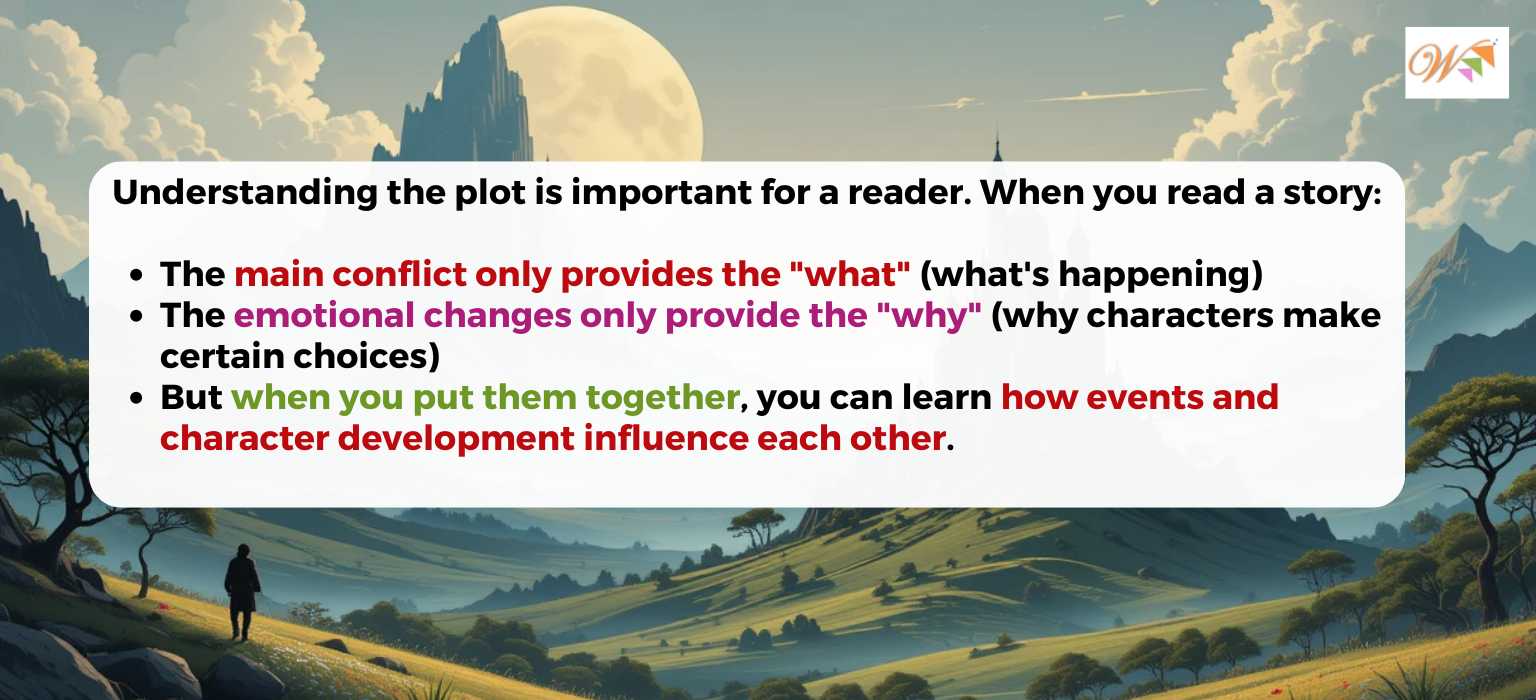 Understanding the plot is important for a reader. When you read a story:
• The main conflict only provides the "what" (what's happening)
• The emotional changes only provide the "why" (why characters make
certain choices)
• But when you put them together, you can learn how events and
character development influence each other.
W